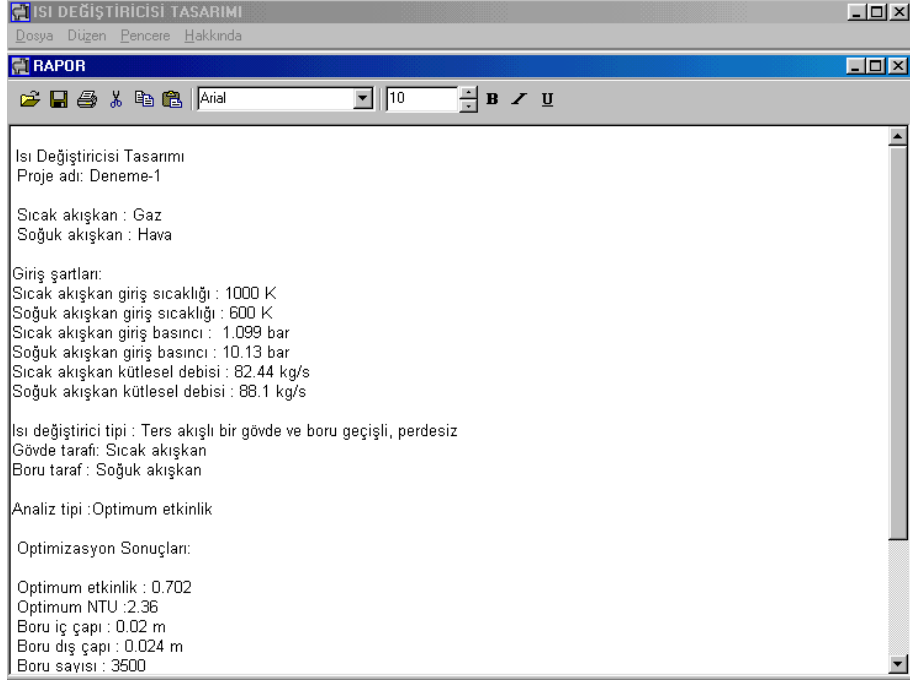 ISI DEĞİŞTİRİCİSİ TASARIMI
Dosya Düzen Pencere Hakkında
RAPOR
Arial 10 B I U
Isı Değiştiricisi Tasarımı
Proje adı: Deneme-1
Sıcak akışkan : Gaz
Soğuk akışkan : Hava
Giriş şartları:
Sıcak akışkan giriş sıcaklığı : 1000 K
Soğuk akışkan giriş sıcaklığı : 600 K
Sıcak akışkan giriş basıncı : 1.099 bar
Soğuk akışkan giriş basıncı : 10.13 bar
Sıcak akışkan kütlesel debisi : 82.44 kg/s
Soğuk akışkan kütlesel debisi : 88.1 kg/s
Isı değiştirici tipi : Ters akışlı bir gövde ve boru geçişli, perdesiz
Gövde tarafı: Sıcak akışkan
Boru taraf : Soğuk akışkan
Analiz tipi :Optimum etkinlik
Optimizasyon Sonuçları:
Optimum etkinlik : 0.702
Optimum NTU :2.36
Boru iç çapı : 0.02 m
Boru dış çapı : 0.024 m
Boru sayısı : 3500